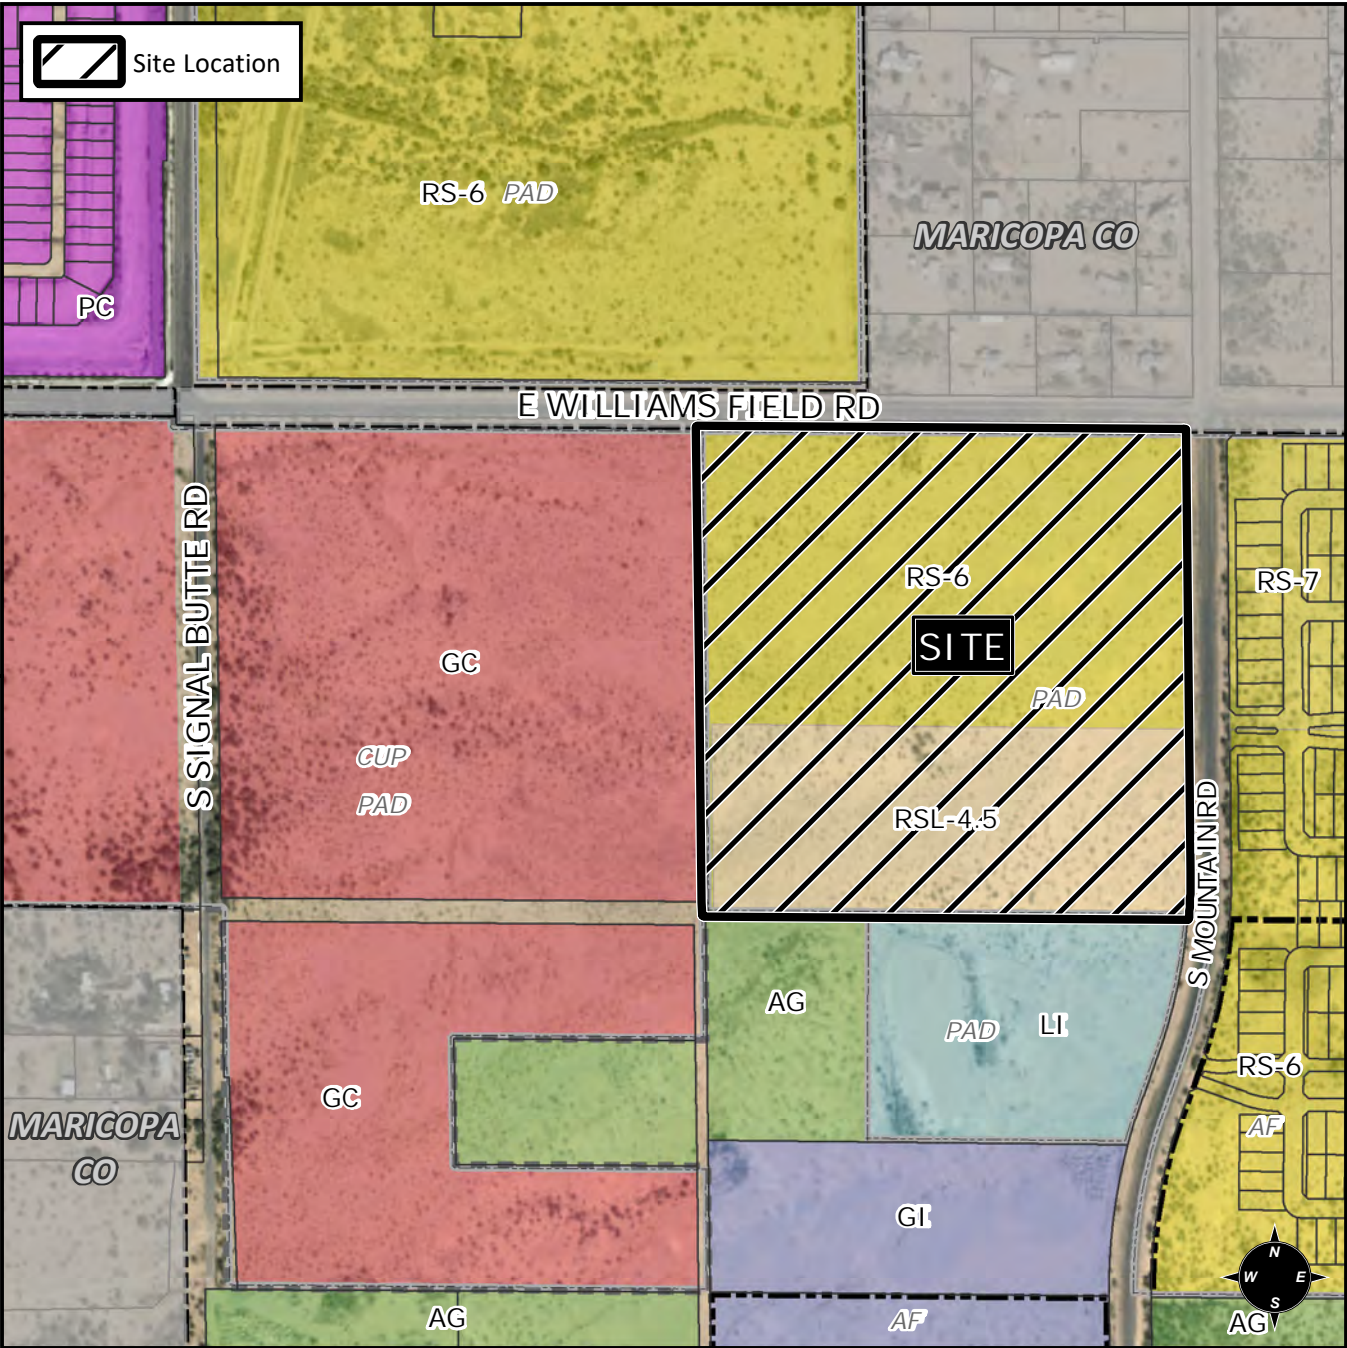 Site Location
RS-6 PAD
MARICOPA CO
PC
E WILLIAMS FIELD RD
S SIGNAL BUTTE RD
GC
CUP
PAD
RS-6
SITE
PAD
RSL-4.5
RS-7
S MOUNTAIN RD
AG
PAD LI
RS-6
AF
GC
MARICOPA
CO
GI
AG
AF
AG
N
W E
S